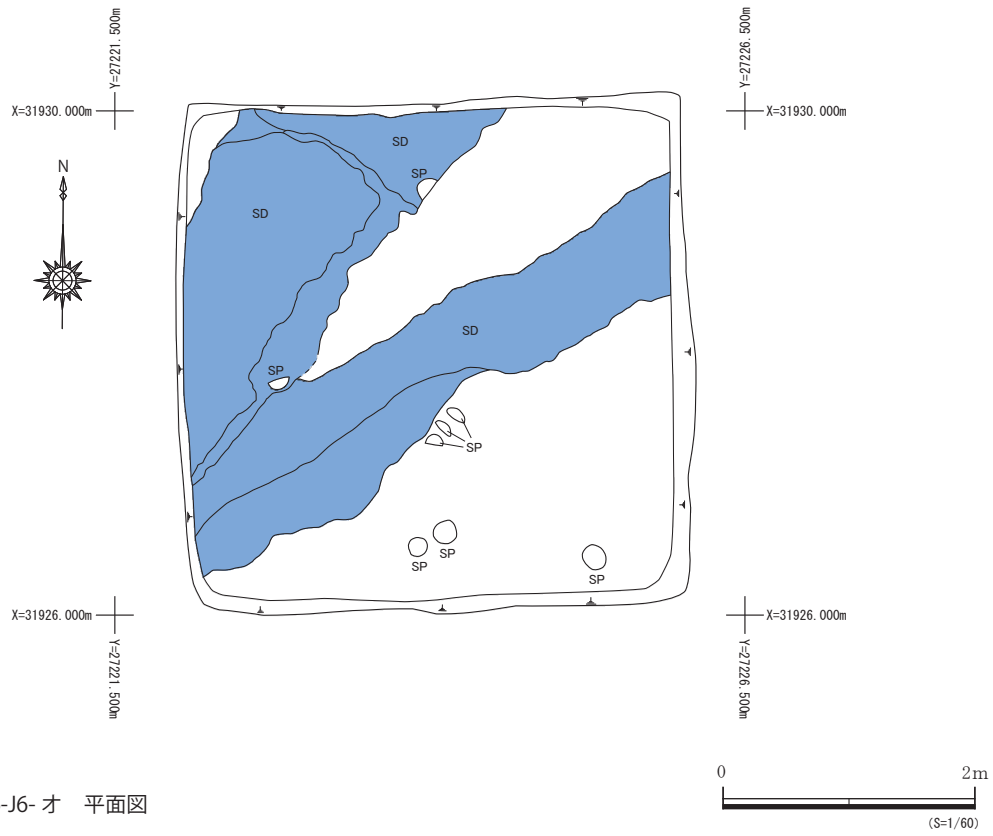 Y=27221.500m
Y=27226.500m
X=31930.000m
X=31930.000m
SD
N
SP
SD
SD
SP
SP
SP
SP
SP
X=31926.000m
X=31926.000m
Y=27221.500m
Y=27226.500m
0 2m
-J6- オ 平面図
(S=1/60)